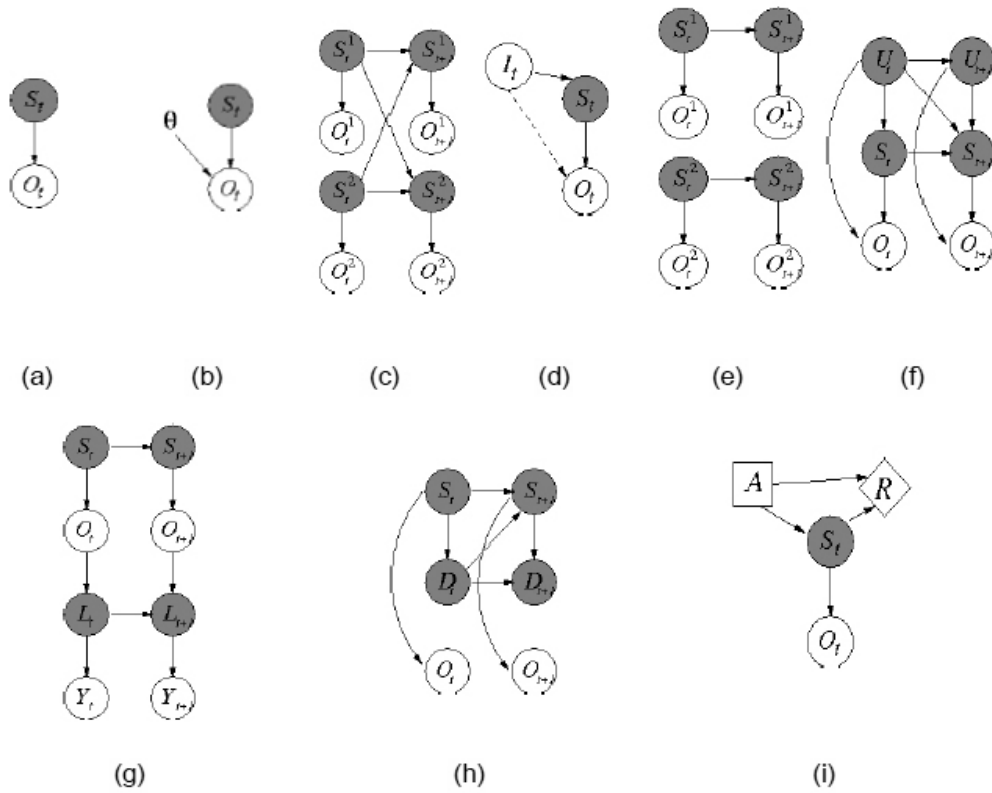 S_t
O_t
(a)
θ
S_t
O_t
(b)
S_t^1 S_{t+1}^1
O_t^1 O_{t+1}^1
S_t^2 S_{t+1}^2
O_t^2 O_{t+1}^2
(c)
I_t
S_t
O_t
(d)
S_t^1 S_{t+1}^1
O_t^1 O_{t+1}^1
S_t^2 S_{t+1}^2
O_t^2 O_{t+1}^2
(e)
U_t U_{t+1}
S_t S_{t+1}
O_t O_{t+1}
(f)
S_t S_{t+1}
O_t O_{t+1}
L_t L_{t+1}
Y_t Y_{t+1}
(g)
S_t S_{t+1}
D_t D_{t+1}
O_t O_{t+1}
(h)
A R
S_t
O_t
(i)